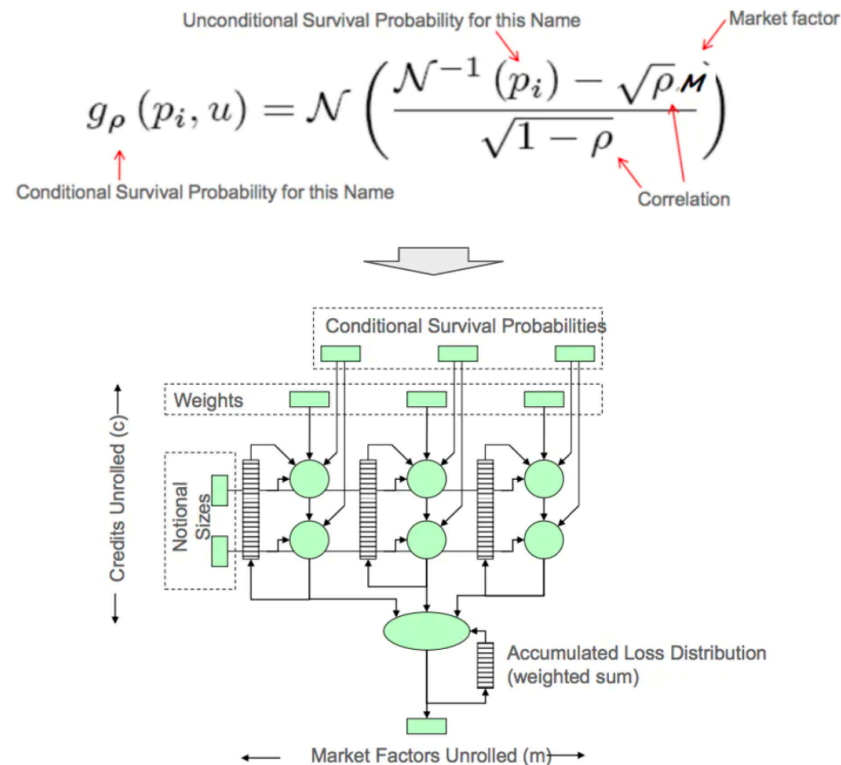 Unconditional Survival Probability for this Name
Market factor
g_ρ (p_i, u) = N ( (N^{-1} (p_i) − √ρ M) / √(1 − ρ) )
Conditional Survival Probability for this Name
Correlation
Conditional Survival Probabilities
Weights
Notional
Sizes
Credits Unrolled (c)
Accumulated Loss Distribution
(weighted sum)
Market Factors Unrolled (m)